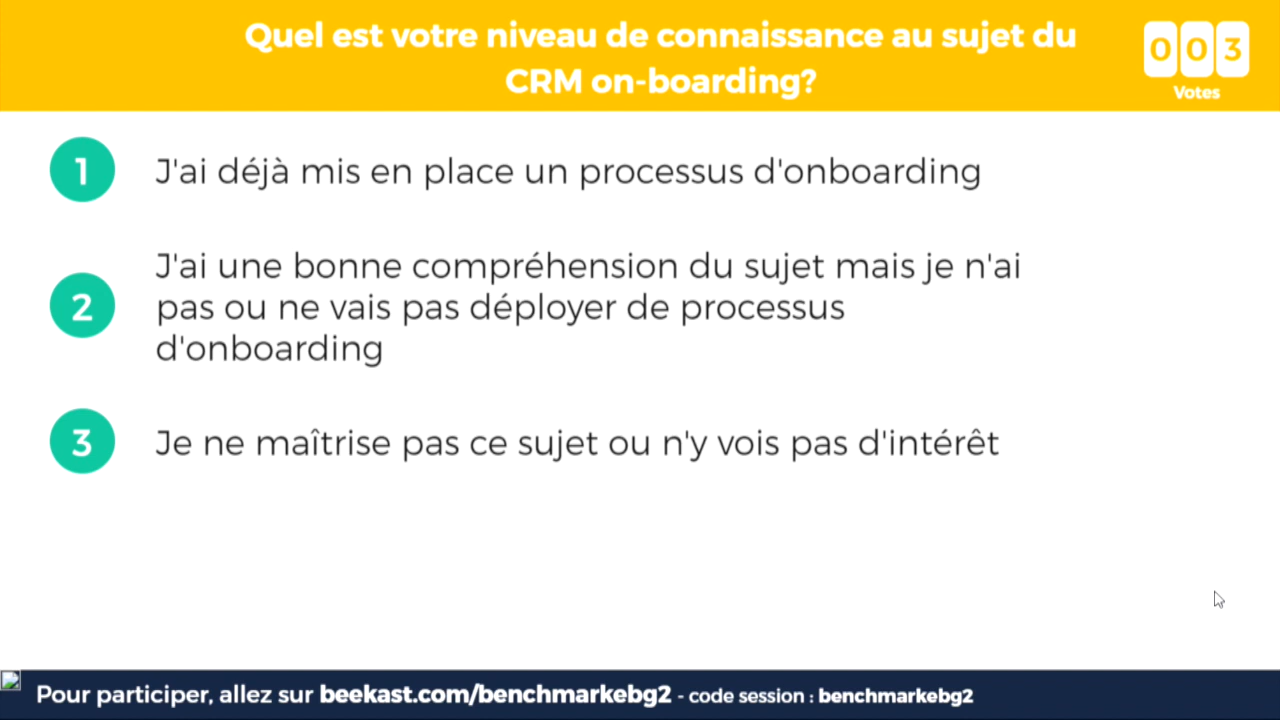 Quel est votre niveau de connaissance au sujet du
CRM on-boarding?
003
Votes
1
J'ai déjà mis en place un processus d'onboarding
2
J'ai une bonne compréhension du sujet mais je n'ai
pas ou ne vais pas déployer de processus
d'onboarding
3
Je ne maîtrise pas ce sujet ou n'y vois pas d'intérêt
Pour participer, allez sur beekast.com/benchmarkebg2 - code session : benchmarkebg2